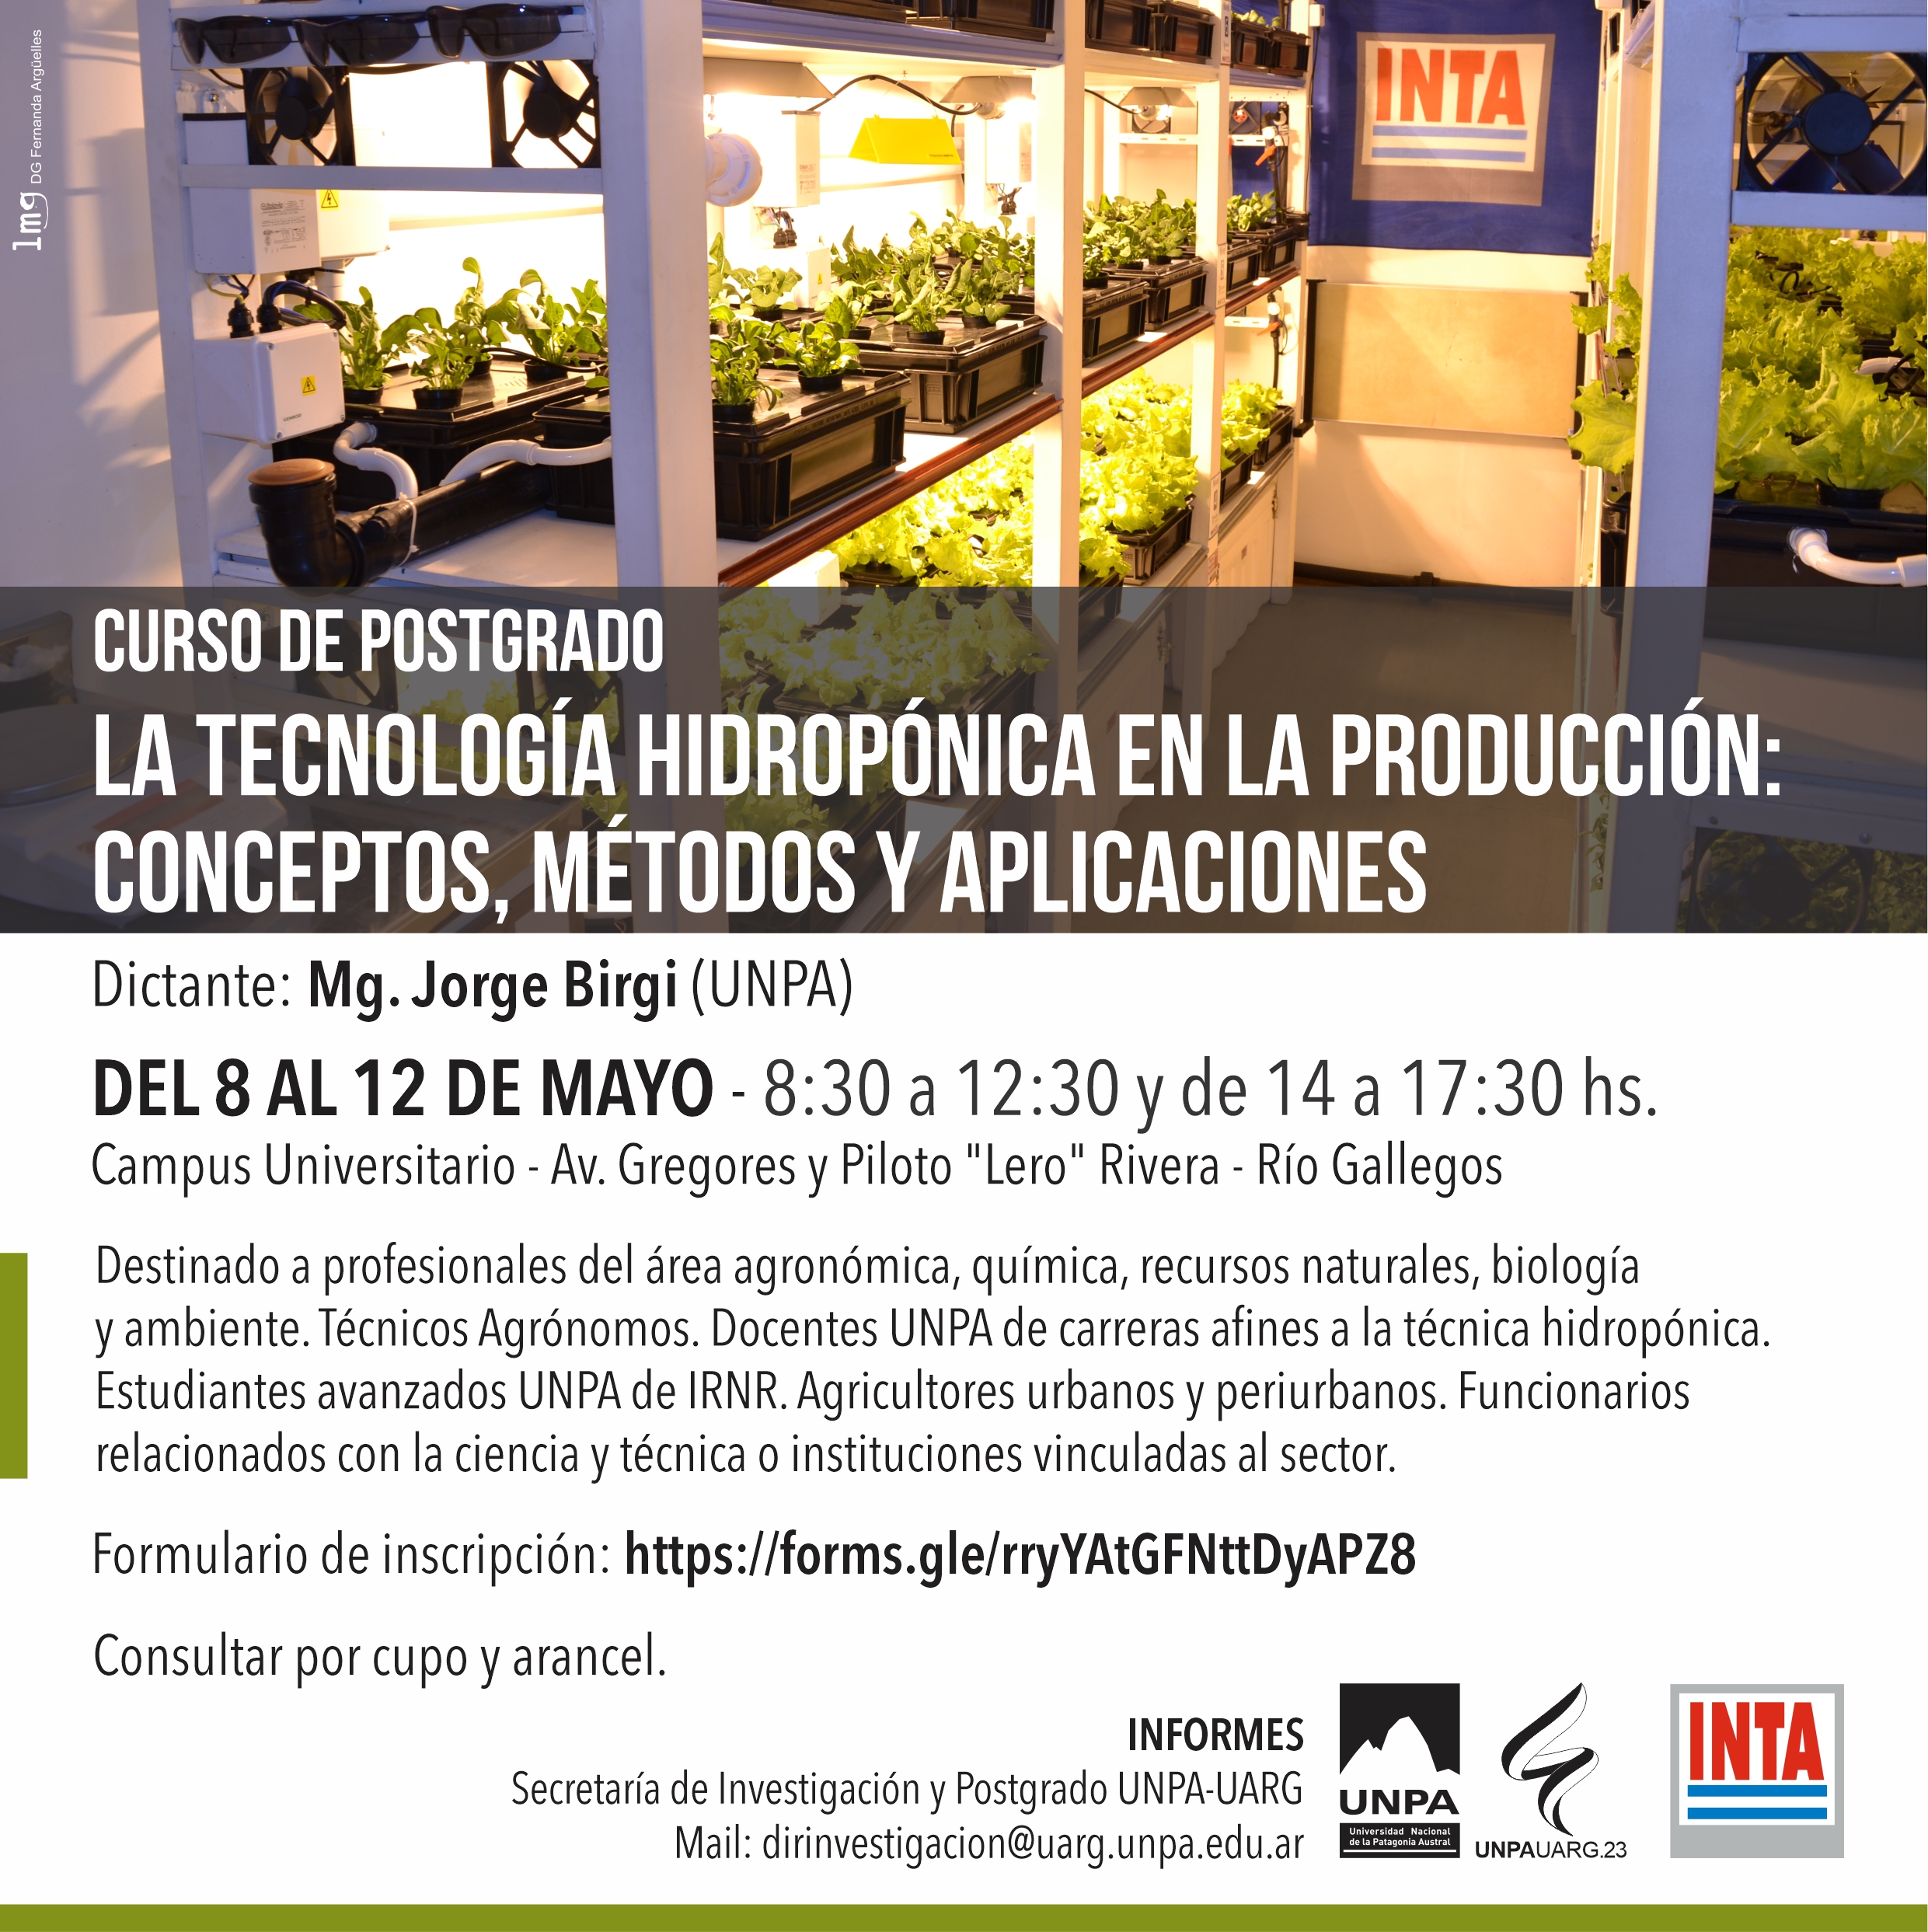 lmg DG Fernanda Argüelles
INTA
CURSO DE POSTGRADO
LA TECNOLOGÍA HIDROPÓNICA EN LA PRODUCCIÓN:
CONCEPTOS, MÉTODOS Y APLICACIONES
Dictante: Mg. Jorge Birgi (UNPA)
DEL 8 AL 12 DE MAYO - 8:30 a 12:30 y de 14 a 17:30 hs.
Campus Universitario - Av. Gregores y Piloto "Lero" Rivera - Río Gallegos
Destinado a profesionales del área agronómica, química, recursos naturales, biología
y ambiente. Técnicos Agrónomos. Docentes UNPA de carreras afines a la técnica hidropónica.
Estudiantes avanzados UNPA de IRNR. Agricultores urbanos y periurbanos. Funcionarios
relacionados con la ciencia y técnica o instituciones vinculadas al sector.
Formulario de inscripción: https://forms.gle/rryYAtGFNttDyAPZ8
Consultar por cupo y arancel.
INFORMES
Secretaría de Investigación y Postgrado UNPA-UARG
Mail: dirinvestigacion@uarg.unpa.edu.ar
UNPA
Universidad Nacional
de la Patagonia Austral
UNPAUARG.23
INTA